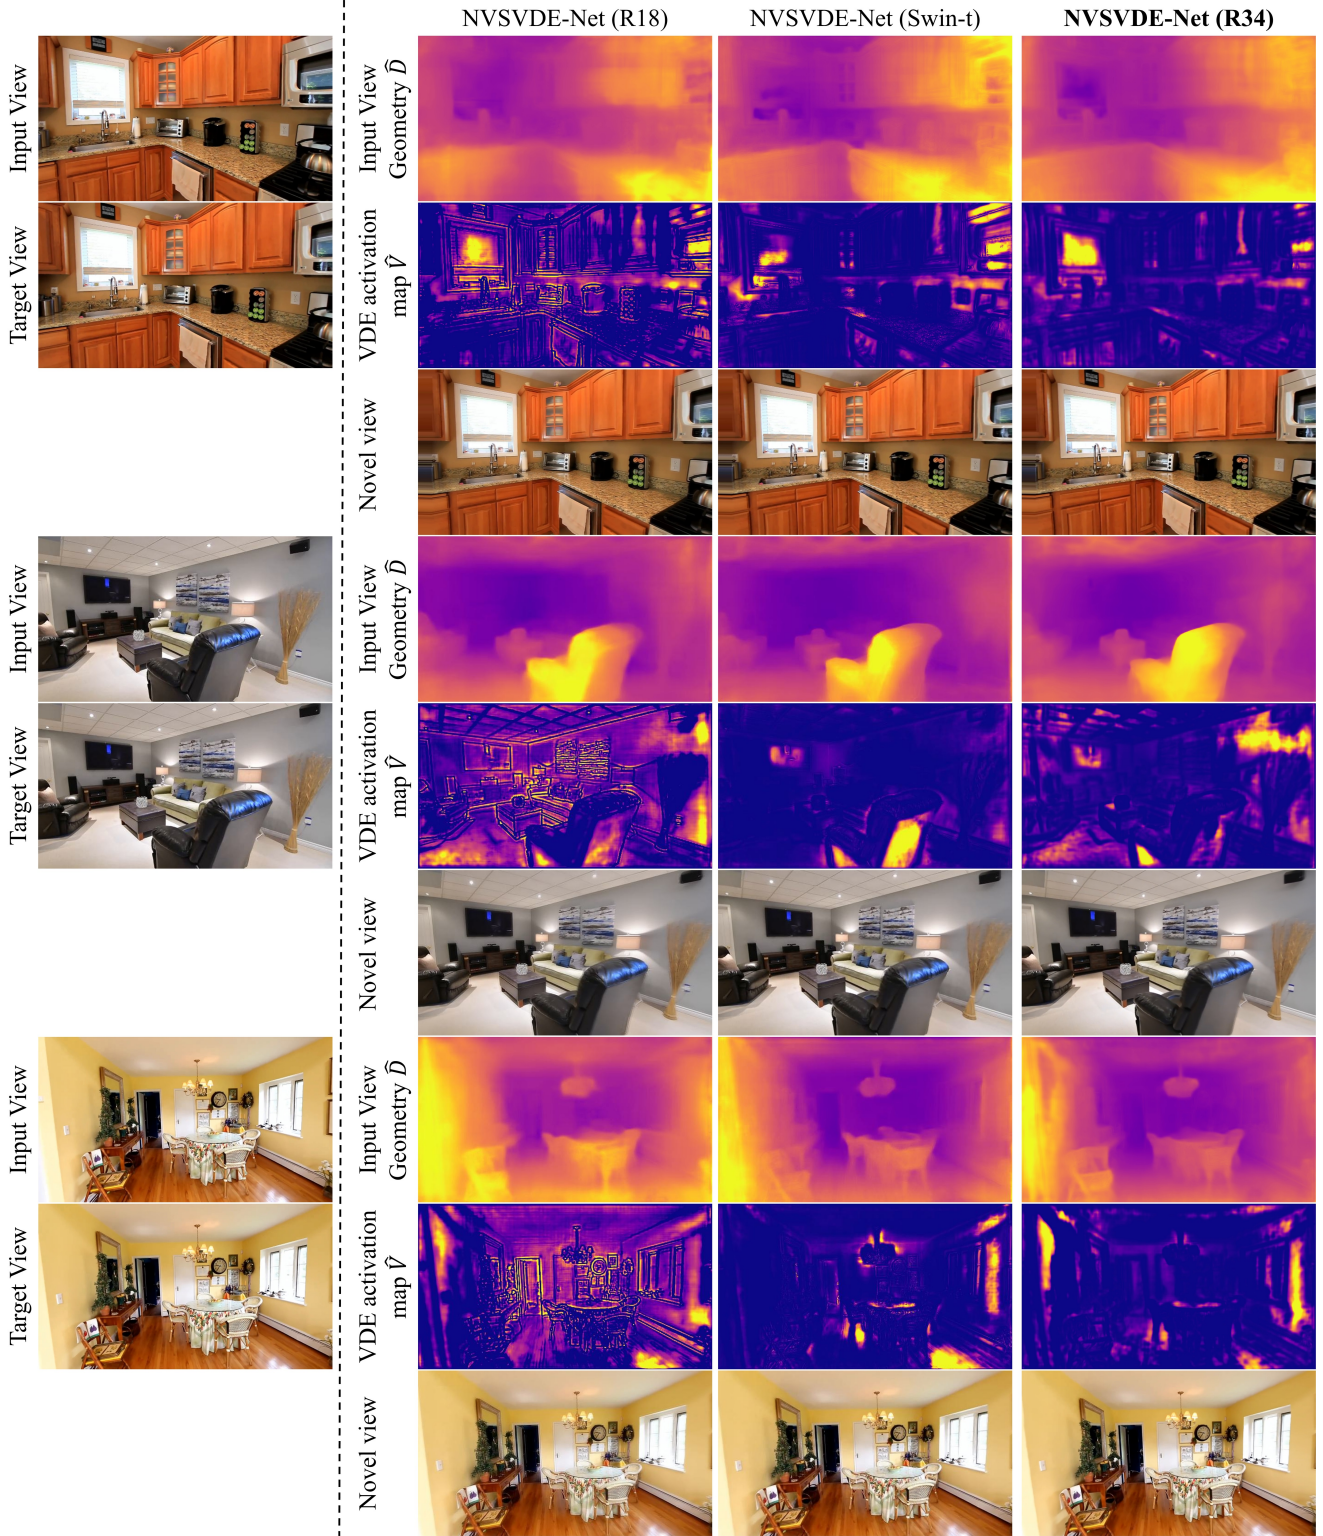 NVSVDE-Net (R18)
NVSVDE-Net (Swin-t)
NVSVDE-Net (R34)
Input View
Input View
Geometry D̂
Target View
VDE activation
map V̂
Novel view
Input View
Input View
Geometry D̂
Target View
VDE activation
map V̂
Novel view
Input View
Input View
Geometry D̂
Target View
VDE activation
map V̂
Novel view